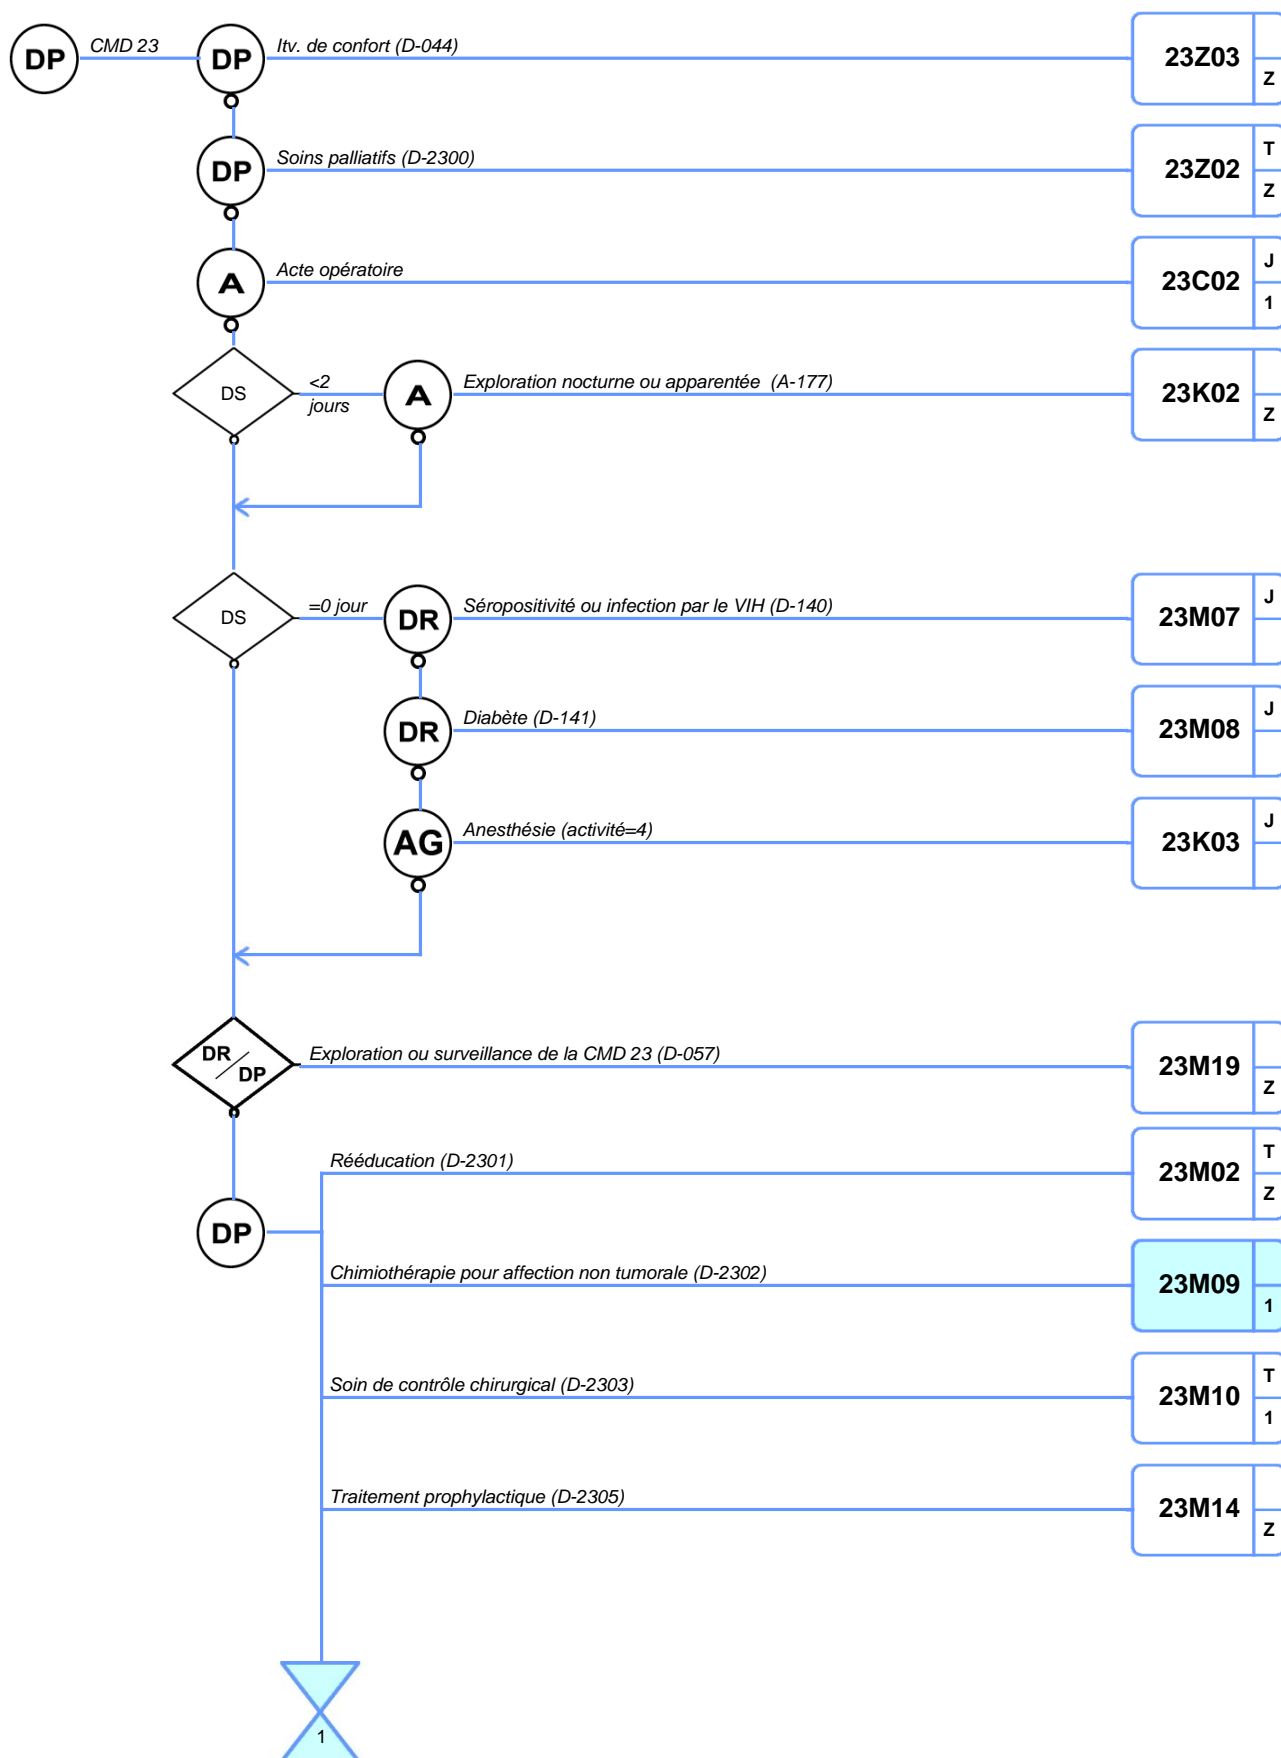 DP CMD 23 DP Itv. de confort (D-044) 23Z03 Z
DP Soins palliatifs (D-2300) 23Z02 T Z
A Acte opératoire 23C02 J 1
DS <2 jours A Exploration nocturne ou apparentée (A-177) 23K02 Z
DS =0 jour DR Séropositivité ou infection par le VIH (D-140) 23M07 J
DR Diabète (D-141) 23M08 J
AG Anesthésie (activité=4) 23K03 J
DR / DP Exploration ou surveillance de la CMD 23 (D-057) 23M19 Z
Rééducation (D-2301) 23M02 T Z
DP
Chimiothérapie pour affection non tumorale (D-2302) 23M09 1
Soin de contrôle chirurgical (D-2303) 23M10 T 1
Traitement prophylactique (D-2305) 23M14 Z
1